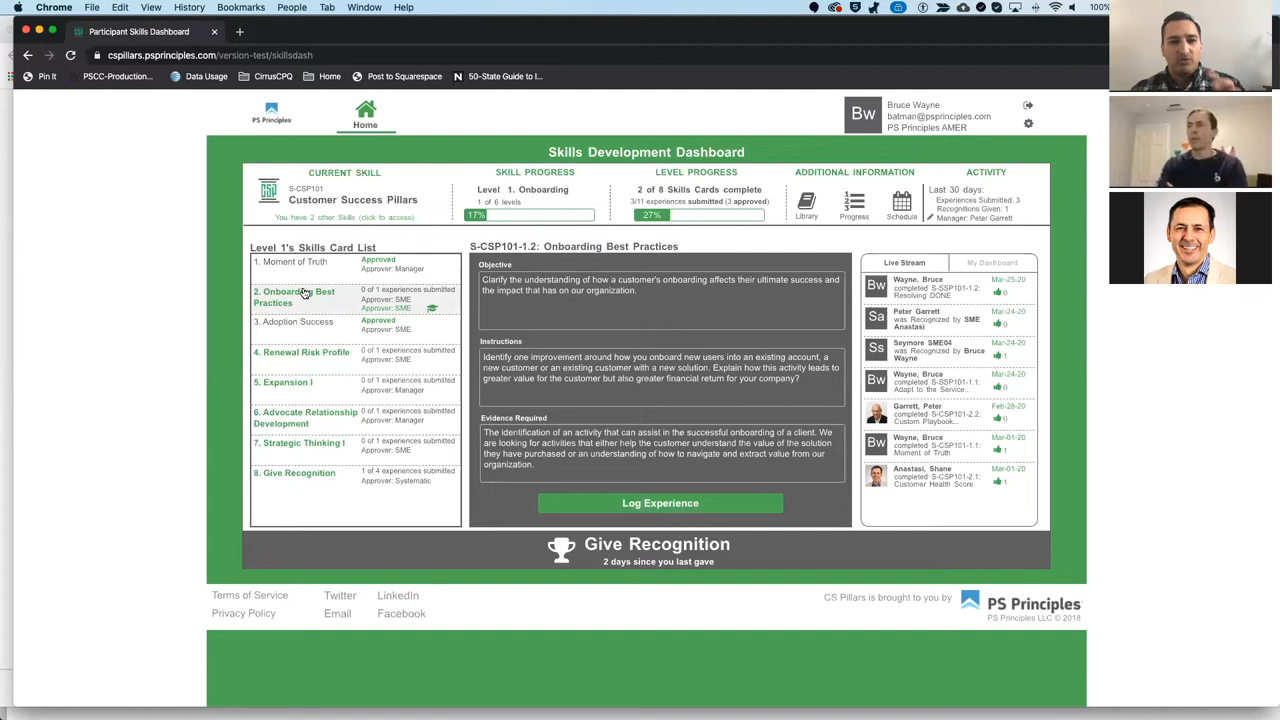 Chrome File Edit View History Bookmarks People Tab Window Help 100%
Participant Skills Dashboard
cspillars.psprinciples.com/version-test/skillsdash
Pin It PSCC-Production... Data Usage CirrusCPQ Home Post to Squarespace 50-State Guide to I...
PS Principles
Home
Bw
Bruce Wayne
batman@psprinciples.com
PS Principles AMER
Skills Development Dashboard
CURRENT SKILL
CSP
S-CSP101
Customer Success Pillars
You have 2 other Skills (click to access)
SKILL PROGRESS
Level 1. Onboarding
1 of 6 levels
17%
LEVEL PROGRESS
2 of 8 Skills Cards complete
3/11 experiences submitted (3 approved)
27%
ADDITIONAL INFORMATION
Library Progress Schedule
ACTIVITY
Last 30 days:
Experiences Submitted: 3
Recognitions Given: 1
Manager: Peter Garrett
Level 1's Skills Card List
1. Moment of Truth
Approved
Approver: Manager
2. Onboarding Best
Practices
0 of 1 experiences submitted
Approver: SME
Approver: SME
3. Adoption Success
Approved
Approver: SME
4. Renewal Risk Profile
0 of 1 experiences submitted
Approver: SME
5. Expansion I
0 of 1 experiences submitted
Approver: Manager
6. Advocate Relationship
Development
0 of 1 experiences submitted
Approver: Manager
7. Strategic Thinking I
0 of 1 experiences submitted
Approver: SME
8. Give Recognition
1 of 4 experiences submitted
Approver: Systematic
S-CSP101-1.2: Onboarding Best Practices
Objective
Clarify the understanding of how a customer's onboarding affects their ultimate success and
the impact that has on our organization.
Instructions
Identify one improvement around how you onboard new users into an existing account, a
new customer or an existing customer with a new solution. Explain how this activity leads to
greater value for the customer but also greater financial return for your company?
Evidence Required
The identification of an activity that can assist in the successful onboarding of a client. We
are looking for activities that either help the customer understand the value of the solution
they have purchased or an understanding of how to navigate and extract value from our
organization.
Log Experience
Live Stream My Dashboard
Bw
Wayne, Bruce
completed S-SSP101-1.2:
Resolving DONE
Mar-25-20
0
Sa
Peter Garrett
was Recognized by SME
Anastasi
Mar-24-20
0
Ss
Seymore SME04
was Recognized by Bruce
Wayne
Mar-24-20
1
Bw
Wayne, Bruce
completed S-SSP101-1.1:
Adapt to the Service...
Mar-24-20
0
Garrett, Peter
completed S-CSP101-2.2:
Custom Playbook...
Feb-28-20
0
Bw
Wayne, Bruce
completed S-CSP101-1.1:
Moment of Truth
Mar-01-20
1
Anastasi, Shane
completed S-CSP101-2.1:
Customer Health Score
Mar-01-20
1
Give Recognition
2 days since you last gave
Terms of Service Twitter LinkedIn
Privacy Policy Email Facebook
CS Pillars is brought to you by
PS Principles
PS Principles LLC © 2018